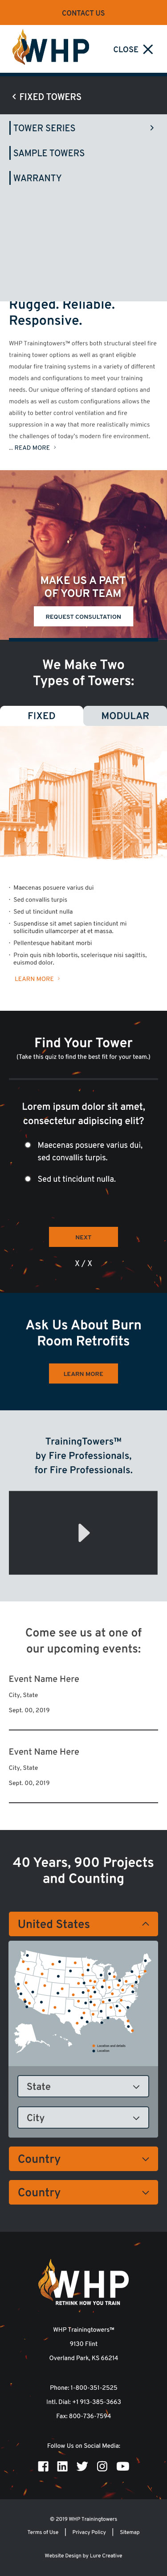 CONTACT US
WHP
CLOSE
FIXED TOWERS
TOWER SERIES
SAMPLE TOWERS
WARRANTY
Rugged. Reliable.
Responsive.
WHP Trainingtowers™ offers both structural steel fire
training tower options as well as grant eligible
modular fire training systems in a variety of different
models and configurations to meet your training
needs. Our unique offering of standard options and
models as well as custom configurations allows the
ability to better control ventilation and fire
suppression in a way that more realistically mimics
the challenges of today's modern fire environment.
... READ MORE
MAKE US A PART
OF YOUR TEAM
REQUEST CONSULTATION
We Make Two
Types of Towers:
FIXED
MODULAR
· Maecenas posuere varius dui
· Sed convallis turpis
· Sed ut tincidunt nulla
· Suspendisse sit amet sapien tincidunt mi
sollicitudin ullamcorper at et massa.
· Pellentesque habitant morbi
· Proin quis nibh lobortis, scelerisque nisi sagittis,
euismod dolor.
LEARN MORE
Find Your Tower
(Take this quiz to find the best fit for your team.)
Lorem ipsum dolor sit amet,
consectetur adipiscing elit?
Maecenas posuere varius dui,
sed convallis turpis.
Sed ut tincidunt nulla.
NEXT
X / X
Ask Us About Burn
Room Retrofits
LEARN MORE
TrainingTowers™
by Fire Professionals,
for Fire Professionals.
Come see us at one of
our upcoming events:
Event Name Here
City, State
Sept. 00, 2019
Event Name Here
City, State
Sept. 00, 2019
40 Years, 900 Projects
and Counting
United States
Location
State
City
Country
Country
WHP
RETHINK HOW YOU TRAIN
WHP Trainingtowers™
9130 Flint
Overland Park, KS 66214
Phone: 1-800-351-2525
Intl. Dial: +1 913-385-3663
Fax: 800-736-7594
Follow Us on Social Media:
© 2019 WHP Trainingtowers
Terms of Use | Privacy Policy | Sitemap
Website Design by Lure Creative